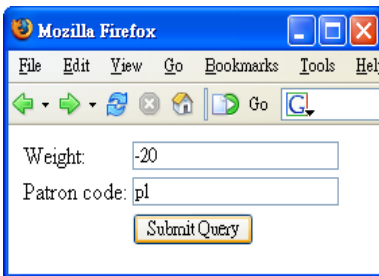 Mozilla Firefox
File Edit View Go Bookmarks Tools Help
Go G
Weight: -20
Patron code: p1
Submit Query